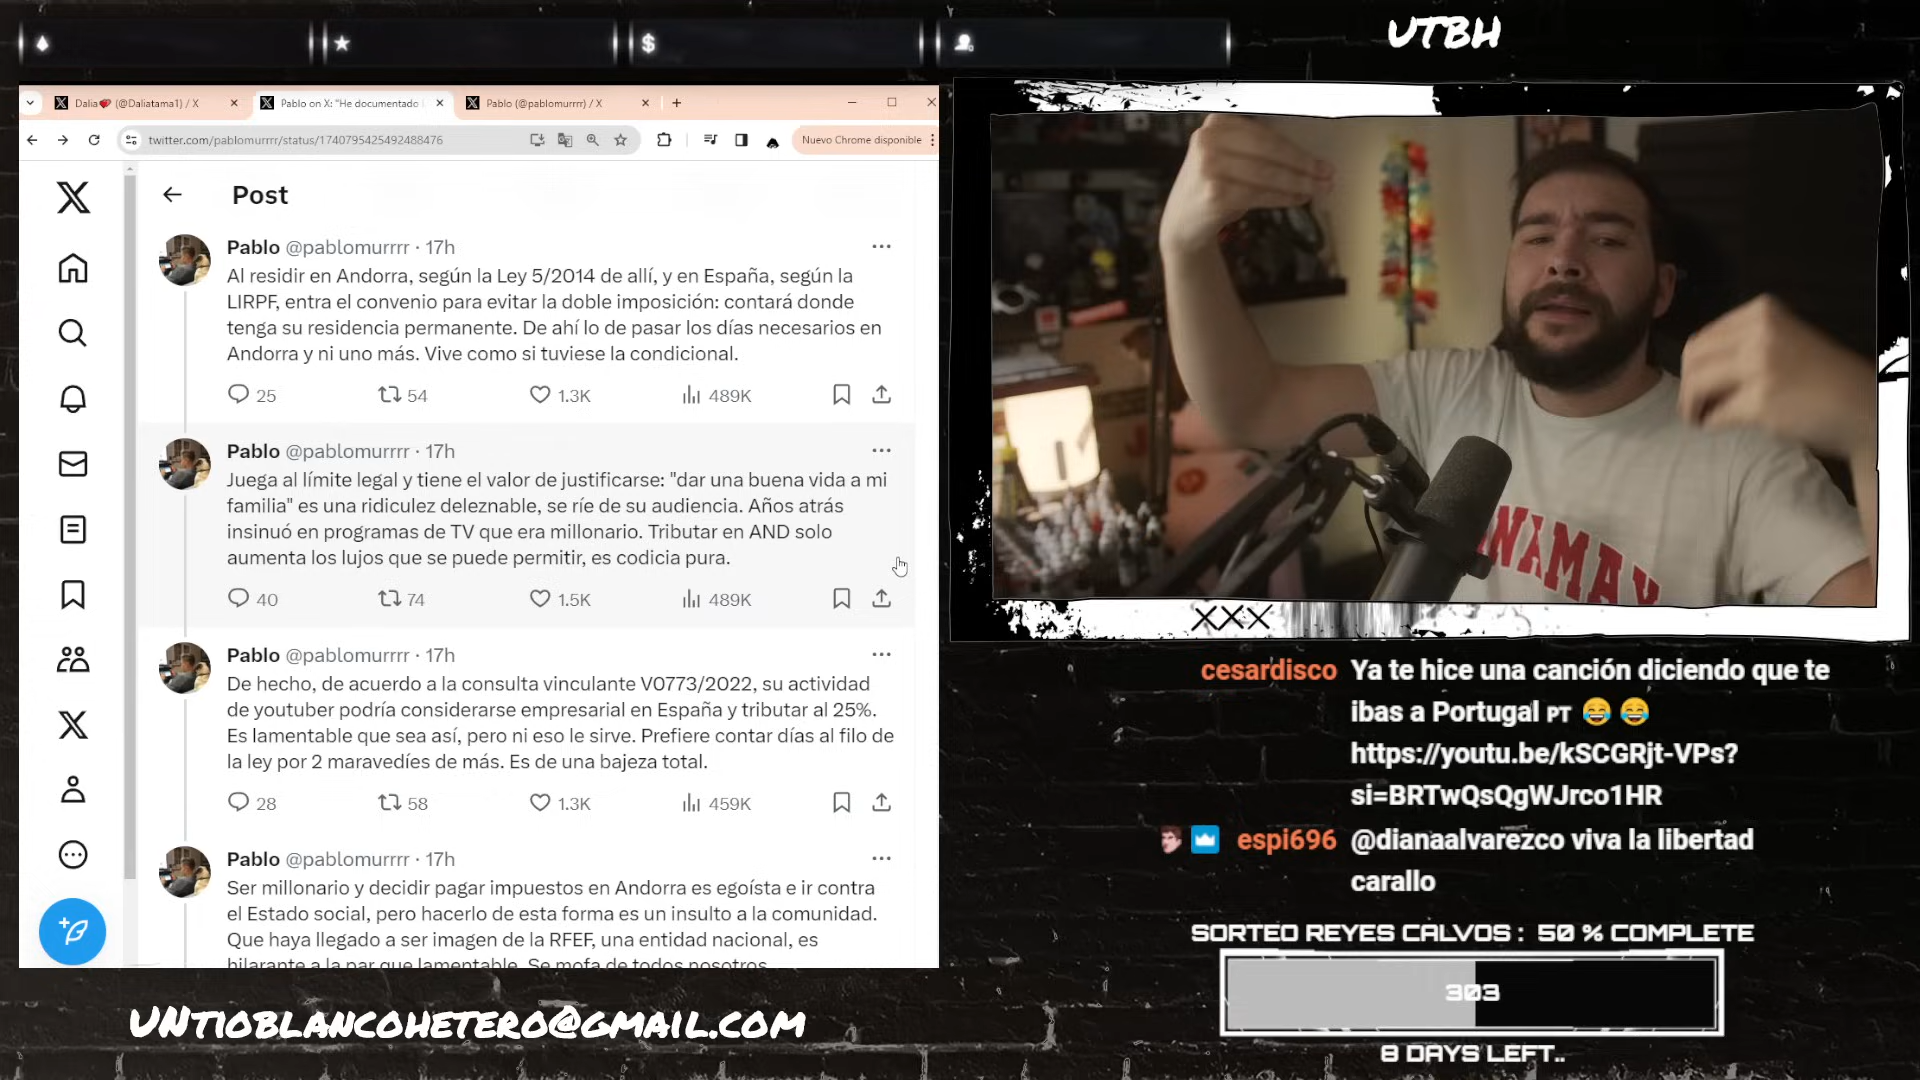 UTBH
Dalia (@Daliatama1) / X
Pablo on X: "He documentado
Pablo (@pablomurrrr) / X
twitter.com/pablomurrrr/status/1740795425492488476
Nuevo Chrome disponible
Post
Pablo @pablomurrrr · 17h
Al residir en Andorra, según la Ley 5/2014 de allí, y en España, según la
LIRPF, entra el convenio para evitar la doble imposición: contará donde
tenga su residencia permanente. De ahí lo de pasar los días necesarios en
Andorra y ni uno más. Vive como si tuviese la condicional.
25 54 1.3K 489K
Pablo @pablomurrrr · 17h
Juega al límite legal y tiene el valor de justificarse: "dar una buena vida a mi
familia" es una ridiculez deleznable, se ríe de su audiencia. Años atrás
insinuó en programas de TV que era millonario. Tributar en AND solo
aumenta los lujos que se puede permitir, es codicia pura.
40 74 1.5K 489K
Pablo @pablomurrrr · 17h
De hecho, de acuerdo a la consulta vinculante V0773/2022, su actividad
de youtuber podría considerarse empresarial en España y tributar al 25%.
Es lamentable que sea así, pero ni eso le sirve. Prefiere contar días al filo de
la ley por 2 maravedíes de más. Es de una bajeza total.
28 58 1.3K 459K
Pablo @pablomurrrr · 17h
Ser millonario y decidir pagar impuestos en Andorra es egoísta e ir contra
el Estado social, pero hacerlo de esta forma es un insulto a la comunidad.
Que haya llegado a ser imagen de la RFEF, una entidad nacional, es
hilarante a la par que lamentable. Se mofa de todos nosotros.
UNtioblancohetero@gmail.com
ANAMAY
XXX
cesardisco Ya te hice una canción diciendo que te
ibas a Portugal PT 😂 😂
https://youtu.be/kSCGRjt-VPs?
si=BRTwQsQgWJrco1HR
espi696 @dianaalvarezco viva la libertad
carallo
SORTEO REYES CALVOS : 50 % COMPLETE
303
8 DAYS LEFT..